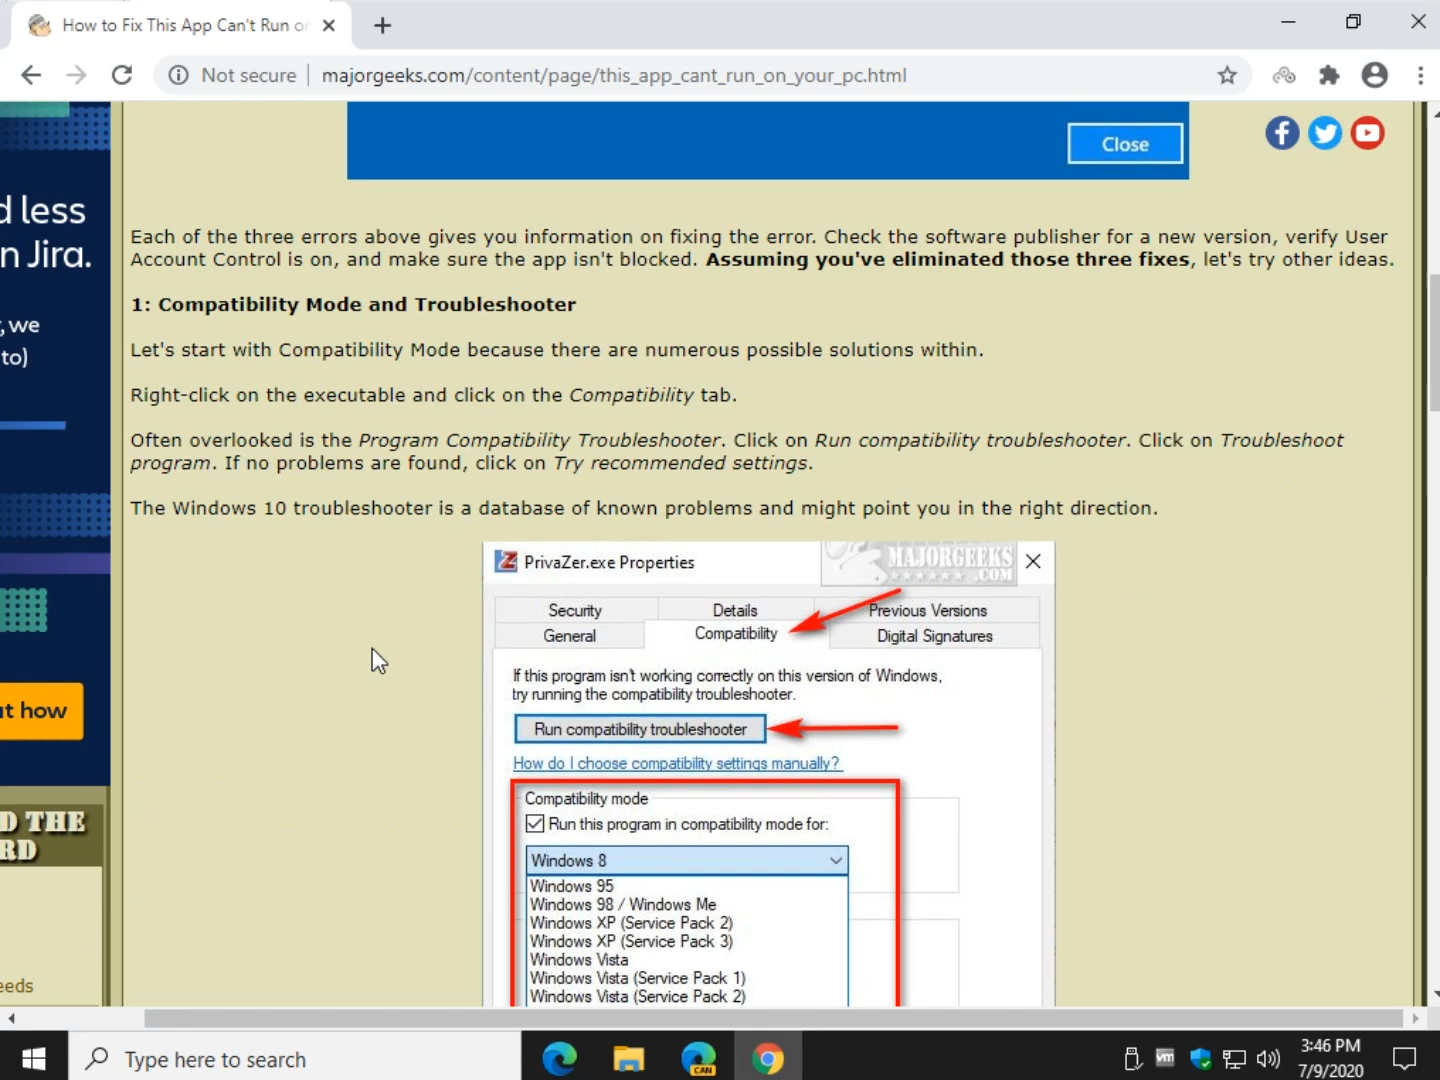 How to Fix This App Can't Run or
Not secure
majorgeeks.com/content/page/this_app_cant_run_on_your_pc.html
Close
d less
n Jira.
, we
to)
t how
D THE
RD
eeds
Each of the three errors above gives you information on fixing the error. Check the software publisher for a new version, verify User
Account Control is on, and make sure the app isn't blocked. Assuming you've eliminated those three fixes, let's try other ideas.
1: Compatibility Mode and Troubleshooter
Let's start with Compatibility Mode because there are numerous possible solutions within.
Right-click on the executable and click on the Compatibility tab.
Often overlooked is the Program Compatibility Troubleshooter. Click on Run compatibility troubleshooter. Click on Troubleshoot
program. If no problems are found, click on Try recommended settings.
The Windows 10 troubleshooter is a database of known problems and might point you in the right direction.
PrivaZer.exe Properties
MAJORGEEKS
.COM
Security Details Previous Versions
General Compatibility Digital Signatures
If this program isn't working correctly on this version of Windows,
try running the compatibility troubleshooter.
Run compatibility troubleshooter
How do I choose compatibility settings manually?
Compatibility mode
Run this program in compatibility mode for:
Windows 8
Windows 95
Windows 98 / Windows Me
Windows XP (Service Pack 2)
Windows XP (Service Pack 3)
Windows Vista
Windows Vista (Service Pack 1)
Windows Vista (Service Pack 2)
Type here to search
CAN
vm
3:46 PM
7/9/2020